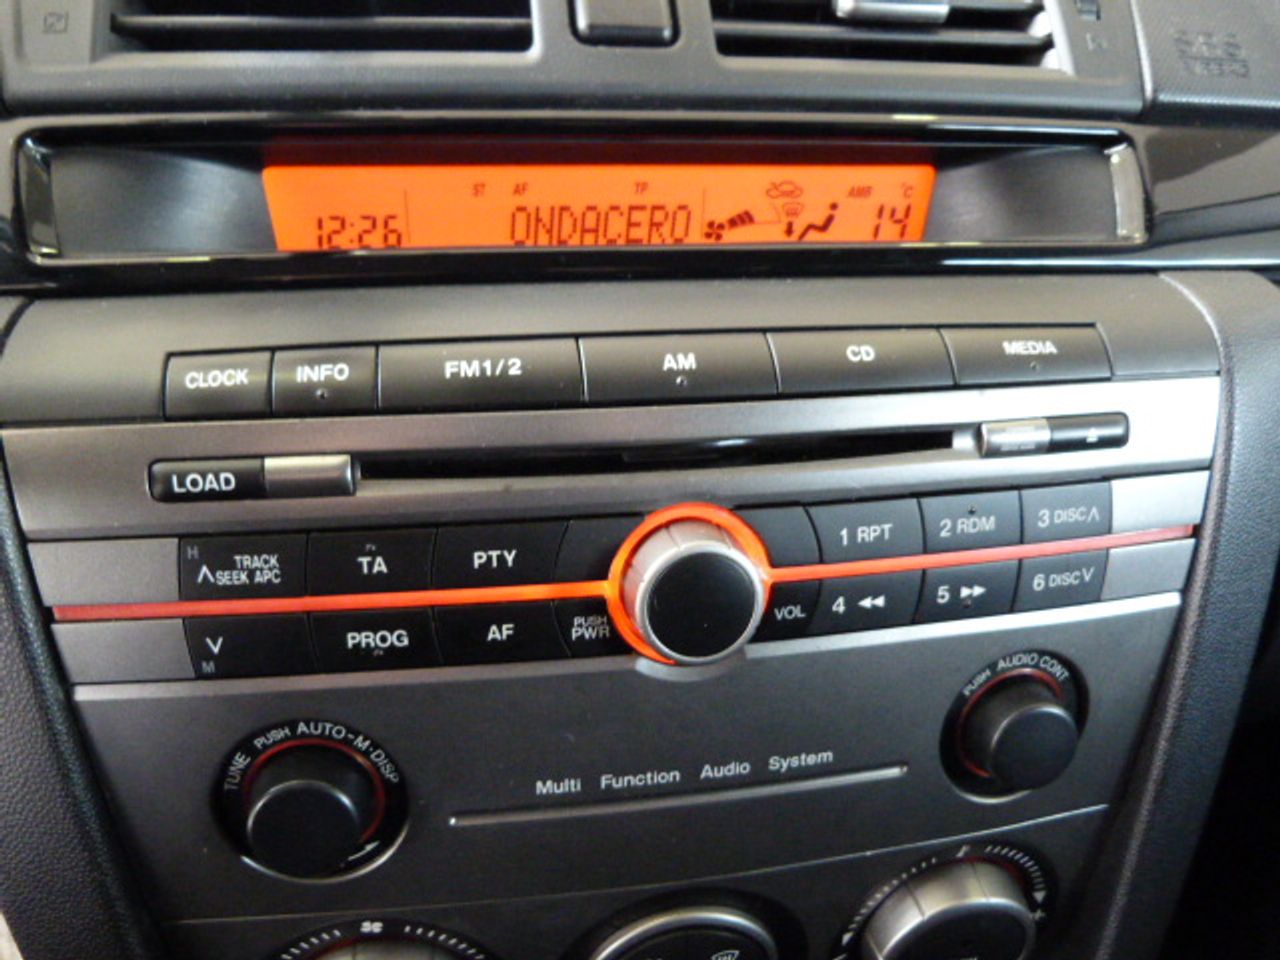 ST AF TP AMB °C
12:26 ONDACERO 14
CLOCK INFO FM1/2 AM CD MEDIA
LOAD
H TRACK TA PTY 1 RPT 2 RDM 3 DISC
SEEK APC
M PROG AF PUSH PWR VOL 4 5 6 DISC
TUNE PUSH AUTO-M·DISP
PUSH AUDIO CONT
Multi Function Audio System